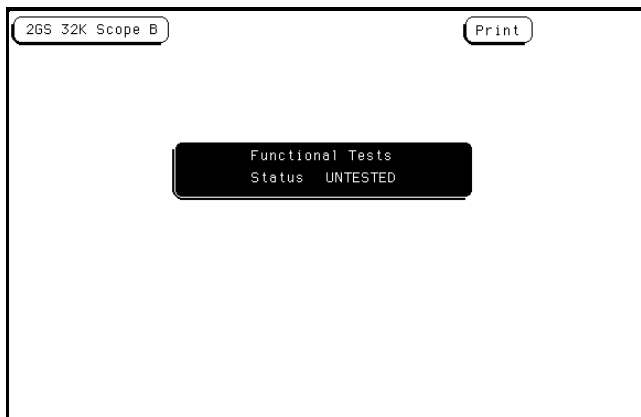 2GS 32K Scope B
Print
Functional Tests
Status UNTESTED